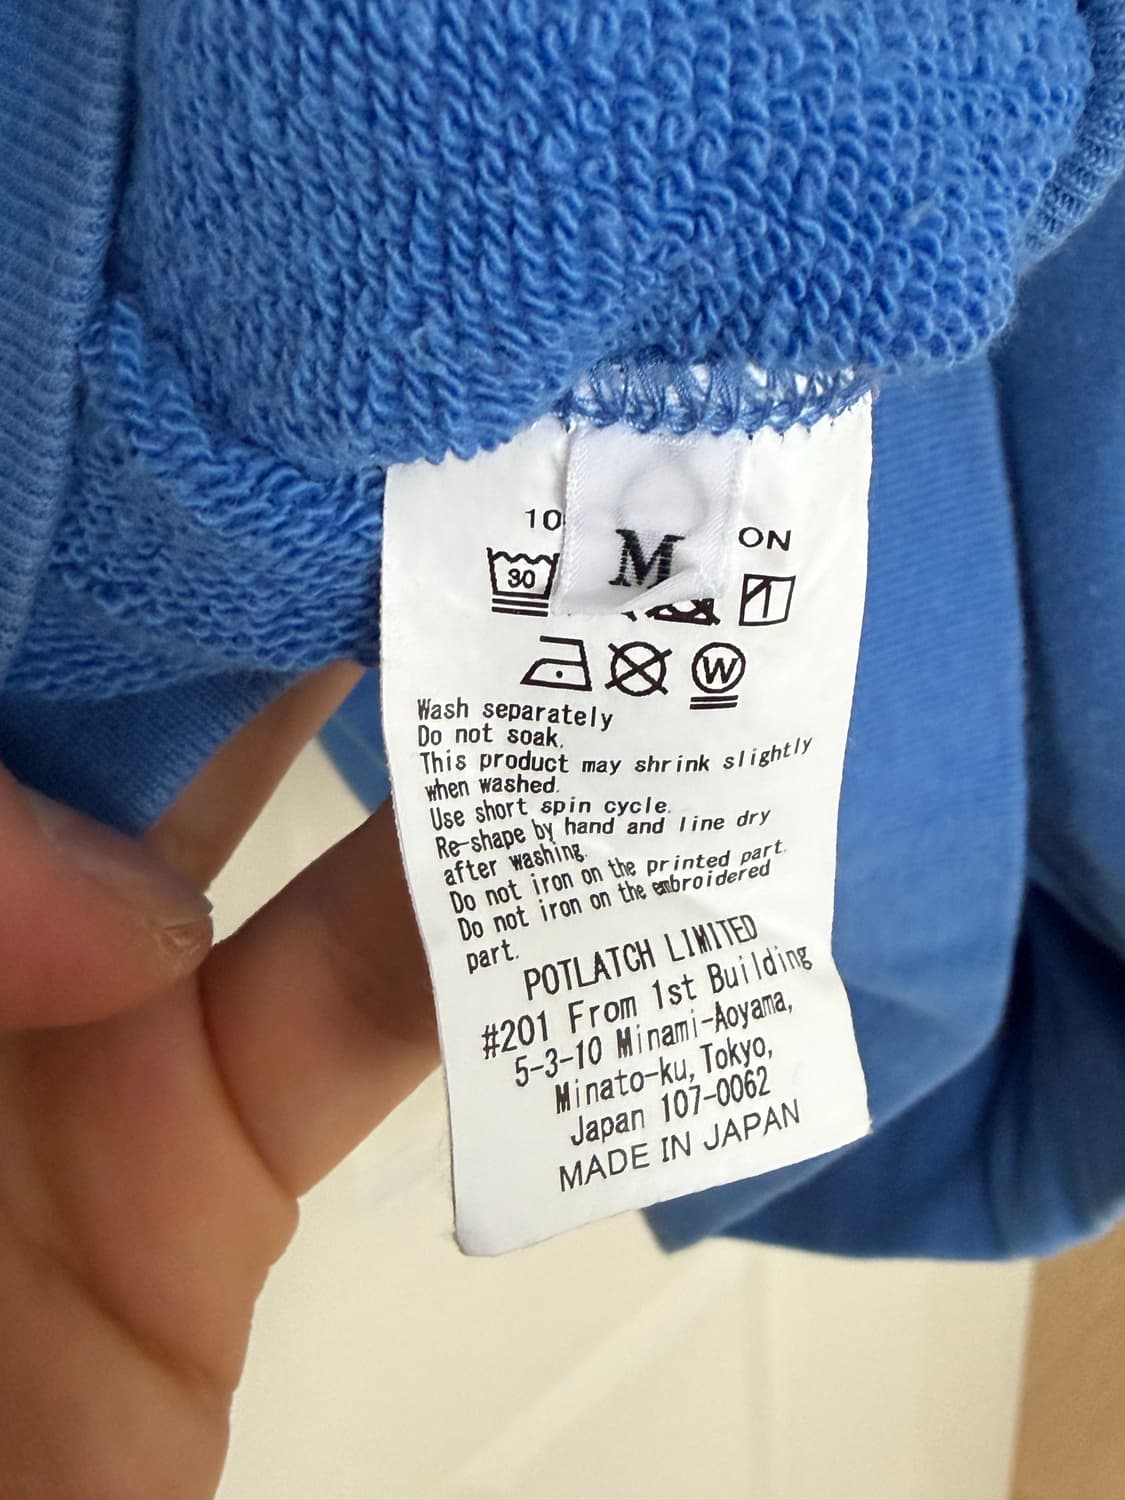 10 ON
M
30
W
Wash separately
Do not soak.
This product may shrink slightly
when washed.
Use short spin cycle.
Re-shape by hand and line dry
after washing.
Do not iron on the printed part.
Do not iron on the embroidered
part.
POTLATCH LIMITED
#201 From 1st Building
5-3-10 Minami-Aoyama,
Minato-ku, Tokyo,
Japan 107-0062
MADE IN JAPAN